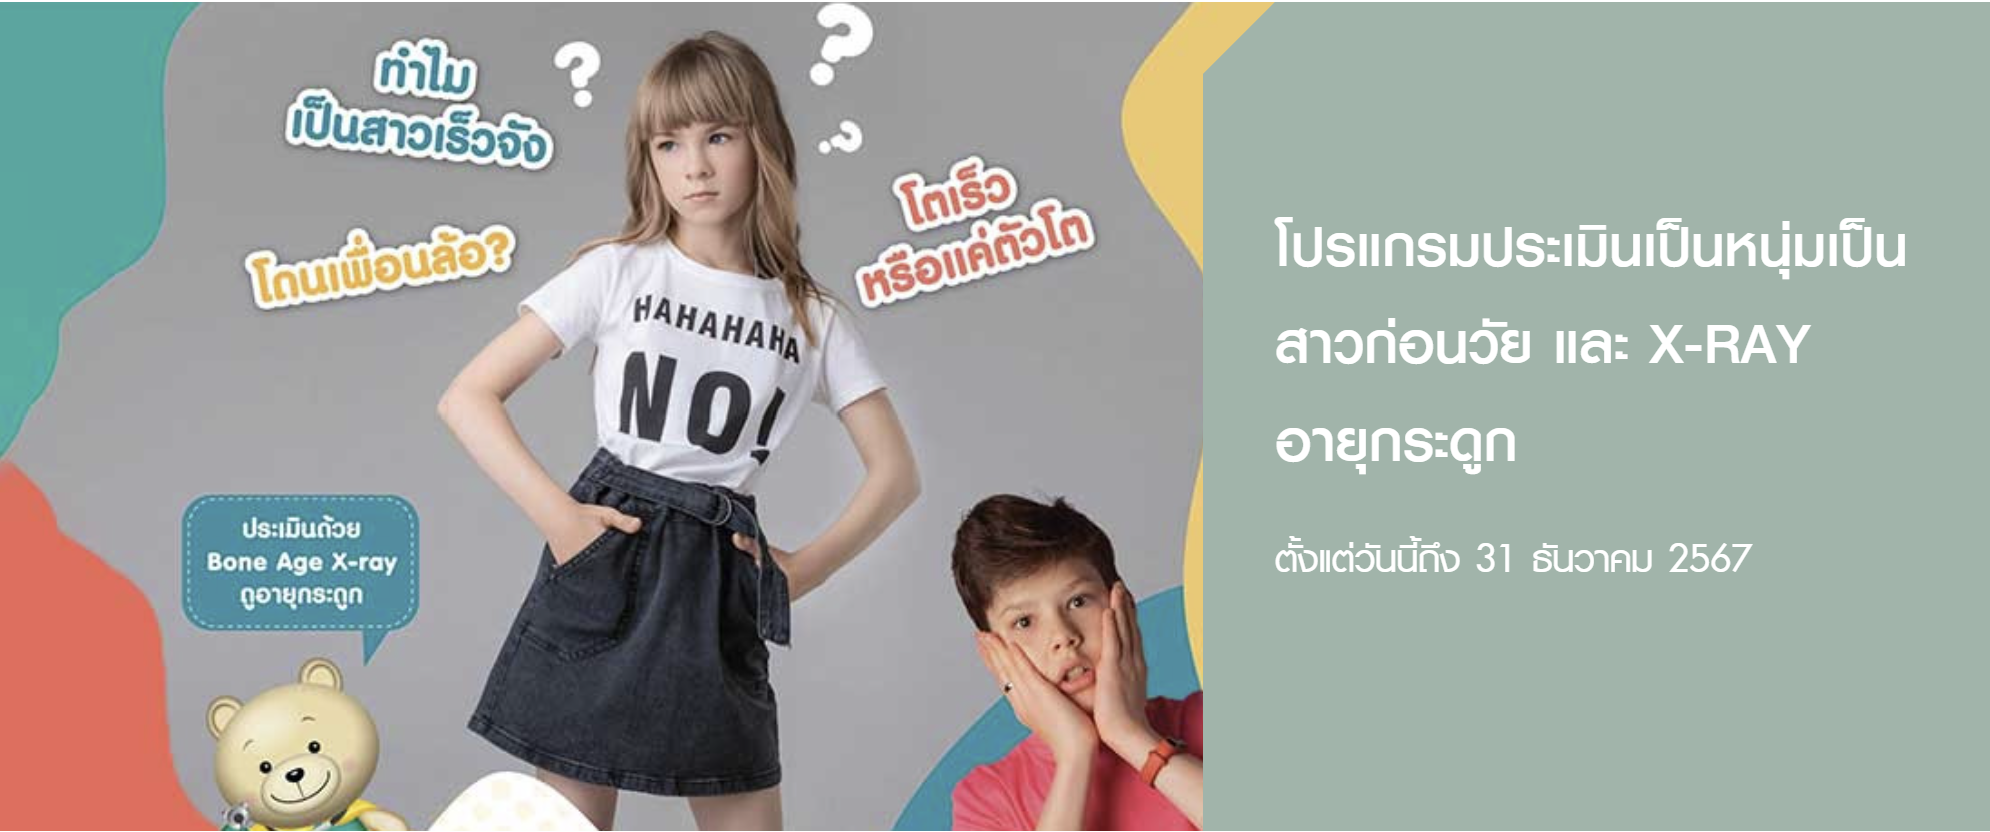 ทำไม
เป็นสาวเร็วจัง
?
?
?
โตเร็ว
หรือแค่ตัวโต
โดนเพื่อนล้อ?
HAHAHAHA
NO!
ประเมินด้วย
Bone Age X-ray
ดูอายุกระดูก
โปรแกรมประเมินเป็นหนุ่มเป็น
สาวก่อนวัย และ X-RAY
อายุกระดูก
ตั้งแต่วันนี้ถึง 31 ธันวาคม 2567